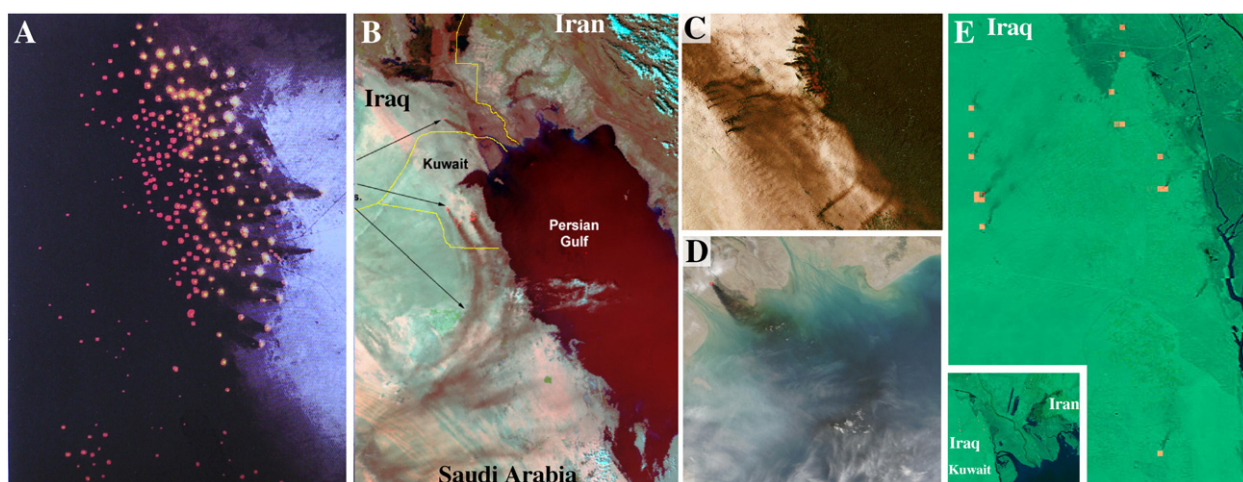 A
B
Iran
Iraq
Kuwait
s.
Persian
Gulf
Saudi Arabia
C
D
E
Iraq
Iran
Iraq
Kuwait